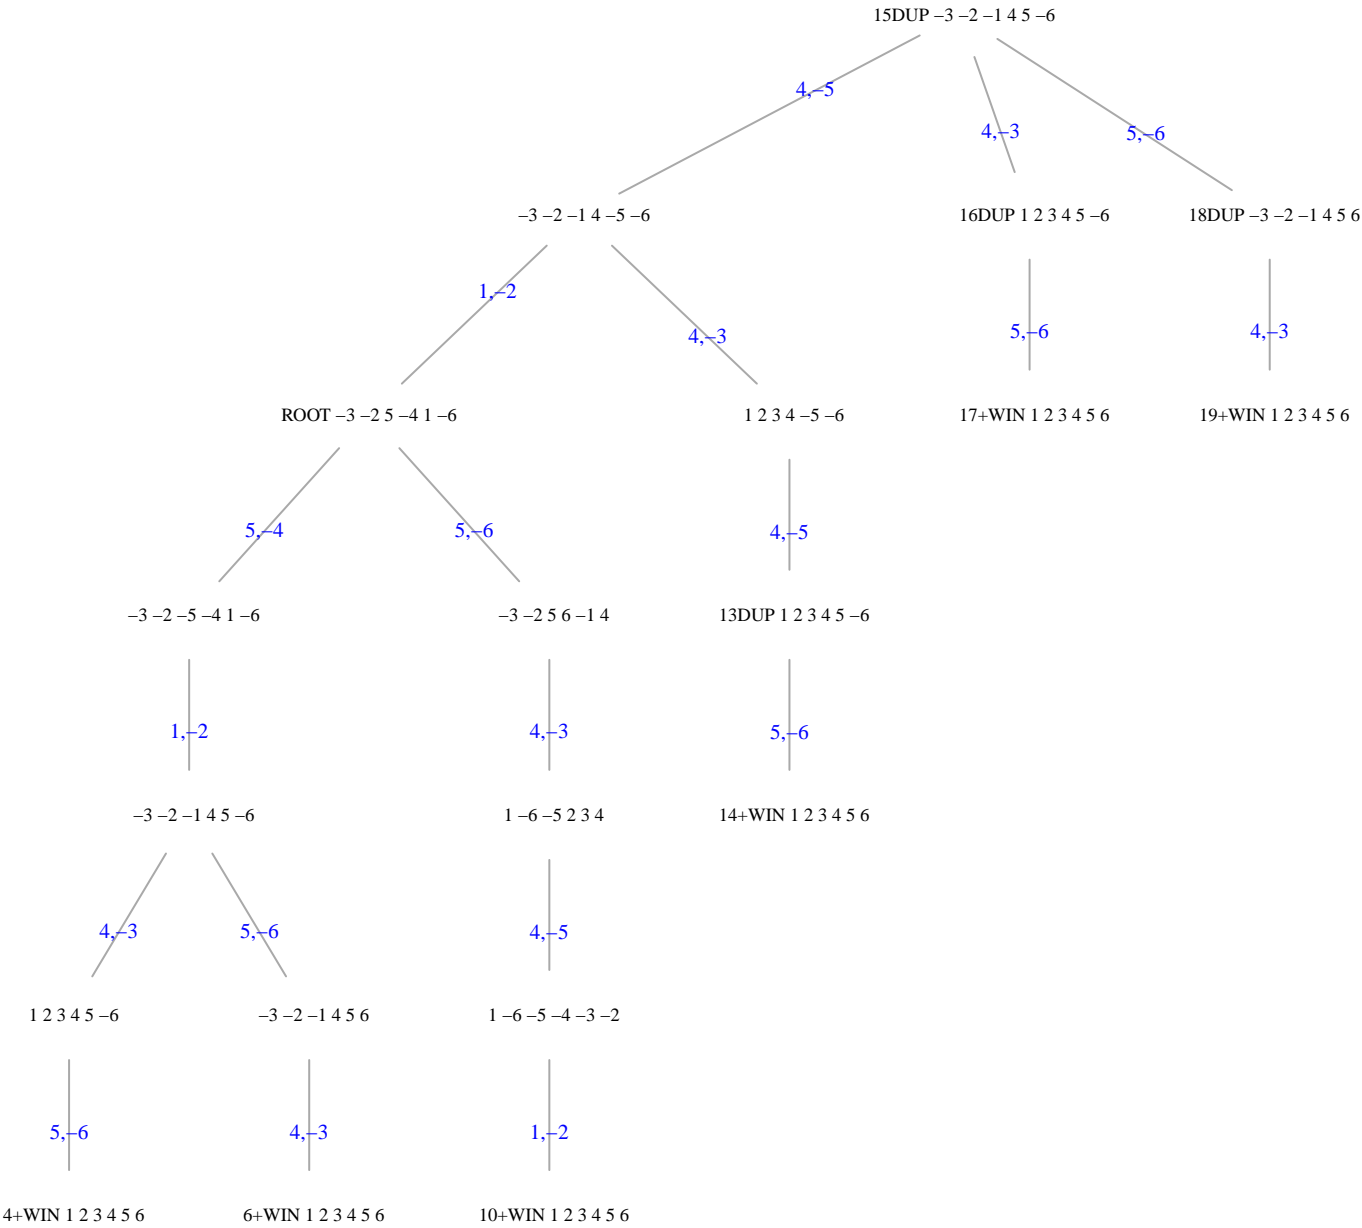 15DUP –3 –2 –1 4 5 –6
4,–5
4,–3
5,–6
–3 –2 –1 4 –5 –6
16DUP 1 2 3 4 5 –6
18DUP –3 –2 –1 4 5 6
1,–2
4,–3
5,–6
4,–3
ROOT –3 –2 5 –4 1 –6
1 2 3 4 –5 –6
17+WIN 1 2 3 4 5 6
19+WIN 1 2 3 4 5 6
5,–4
5,–6
4,–5
–3 –2 –5 –4 1 –6
–3 –2 5 6 –1 4
13DUP 1 2 3 4 5 –6
1,–2
4,–3
5,–6
–3 –2 –1 4 5 –6
1 –6 –5 2 3 4
14+WIN 1 2 3 4 5 6
4,–3
5,–6
4,–5
1 2 3 4 5 –6
–3 –2 –1 4 5 6
1 –6 –5 –4 –3 –2
5,–6
4,–3
1,–2
4+WIN 1 2 3 4 5 6
6+WIN 1 2 3 4 5 6
10+WIN 1 2 3 4 5 6